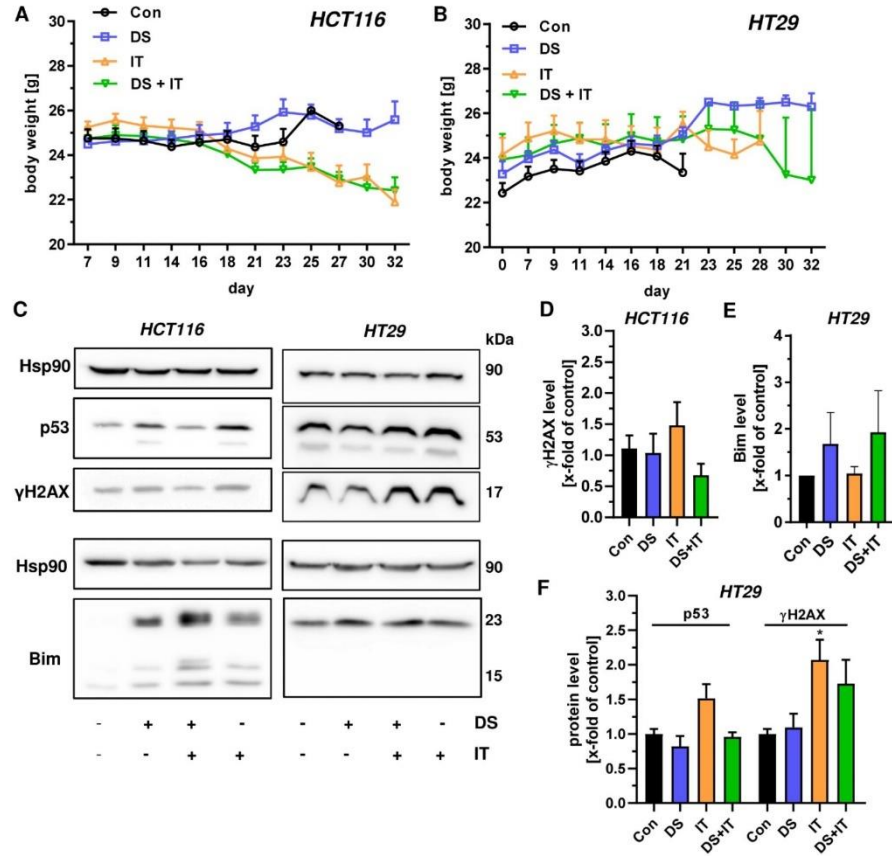 A
HCT116
Con
DS
IT
DS + IT
body weight [g]
28
26
24
22
20
7 9 11 14 16 18 21 23 25 27 30 32
day
B
HT29
Con
DS
IT
DS + IT
body weight [g]
28
26
24
22
20
0 7 9 11 14 16 18 21 23 25 28 30 32
day
C
HCT116 HT29 kDa
Hsp90 90
p53 53
γH2AX 17
Hsp90 90
Bim 23
15
- + + - - + + - DS
- - + + - - + + IT
D
HCT116
γH2AX level
[x-fold of control]
3.0
2.5
2.0
1.5
1.0
0.5
0.0
Con DS IT DS+IT
E
HT29
Bim level
[x-fold of control]
4
3
2
1
0
Con DS IT DS+IT
F
HT29
p53 γH2AX
*
protein level
[x-fold of control]
3.0
2.5
2.0
1.5
1.0
0.5
0.0
Con DS IT DS+IT Con DS IT DS+IT